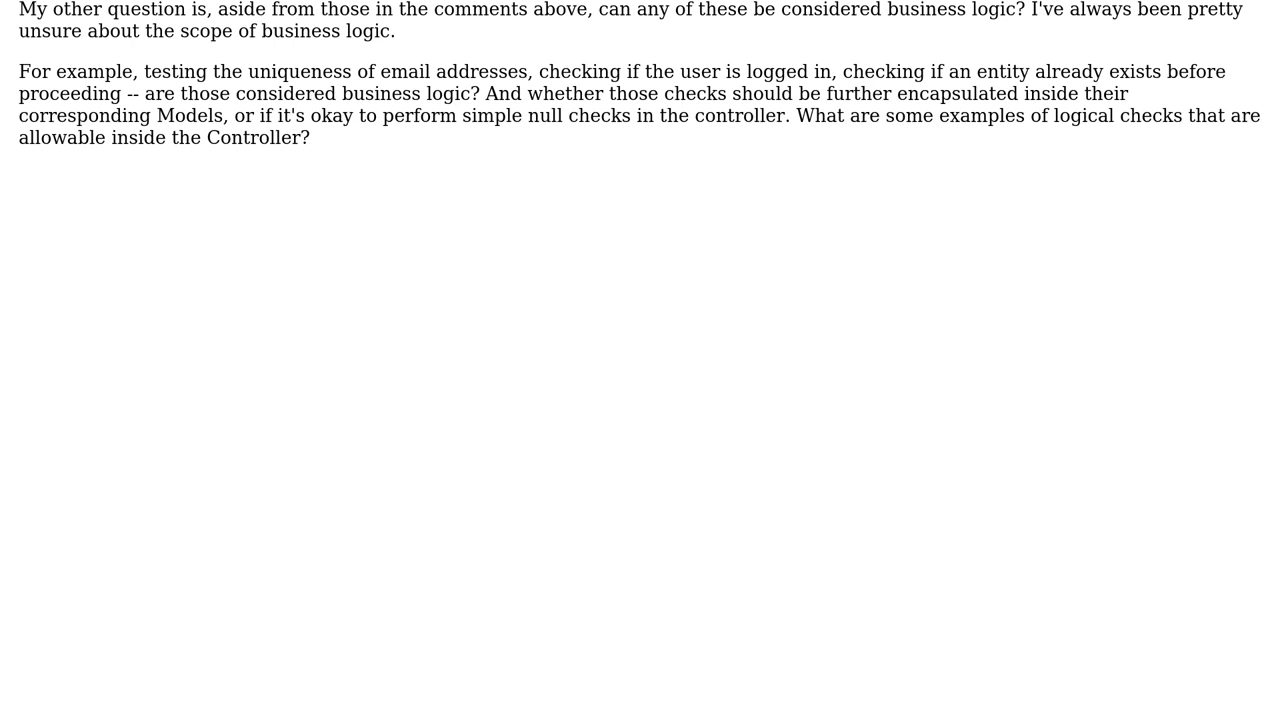 My other question is, aside from those in the comments above, can any of these be considered business logic? I've always been pretty
unsure about the scope of business logic.
For example, testing the uniqueness of email addresses, checking if the user is logged in, checking if an entity already exists before
proceeding -- are those considered business logic? And whether those checks should be further encapsulated inside their
corresponding Models, or if it's okay to perform simple null checks in the controller. What are some examples of logical checks that are
allowable inside the Controller?